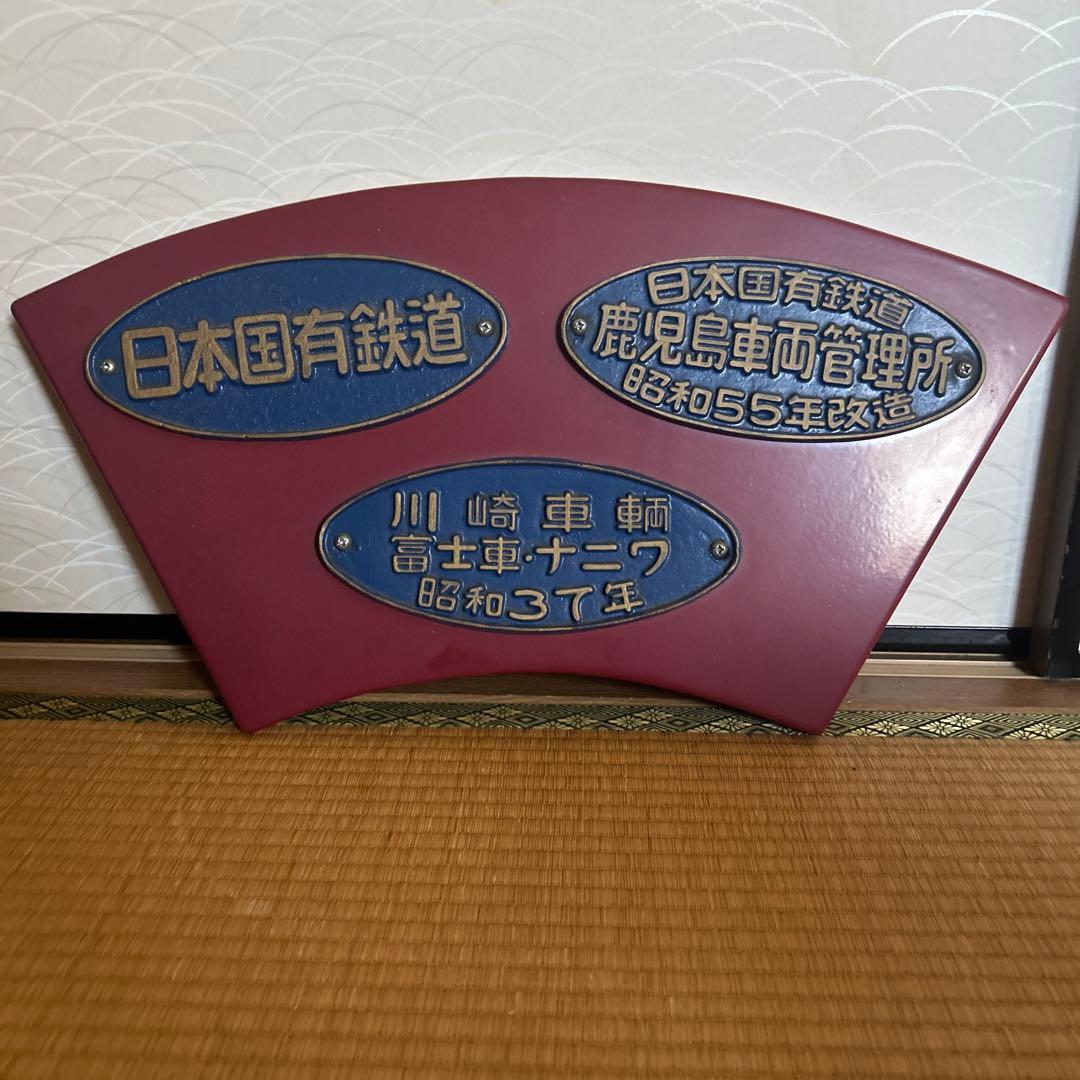 日本国有鉄道
日本国有鉄道
鹿児島車両管理所
昭和55年改造
川崎車輌
富士車・ナニワ
昭和37年